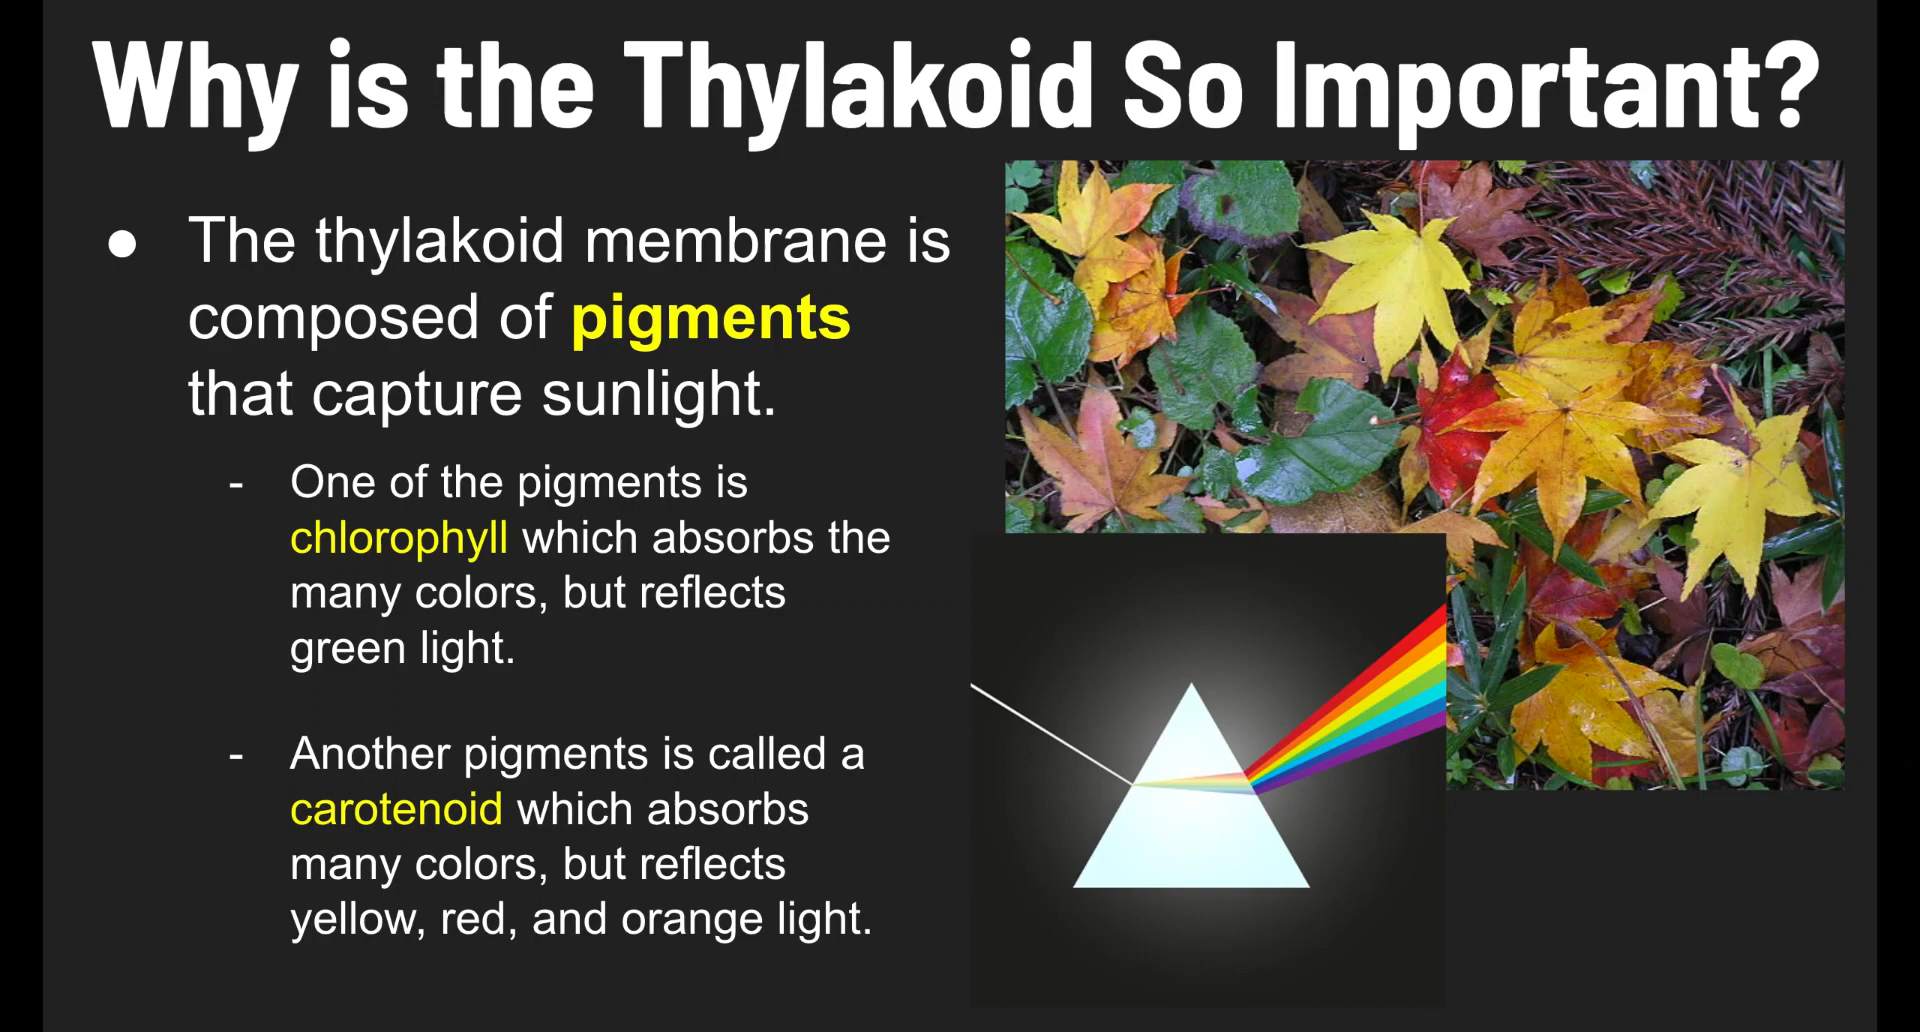 Why is the Thylakoid So Important?
● The thylakoid membrane is
composed of pigments
that capture sunlight.
- One of the pigments is
chlorophyll which absorbs the
many colors, but reflects
green light.
- Another pigments is called a
carotenoid which absorbs
many colors, but reflects
yellow, red, and orange light.